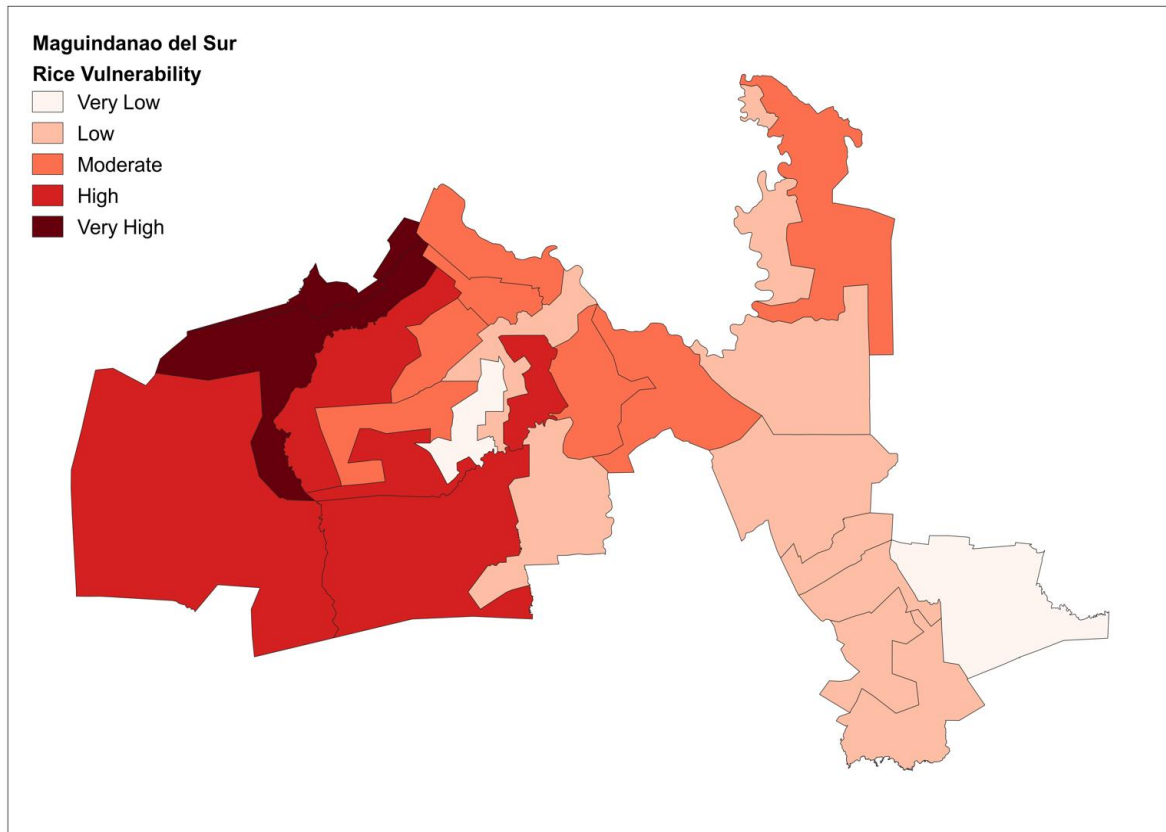 Maguindanao del Sur
Rice Vulnerability
Very Low
Low
Moderate
High
Very High